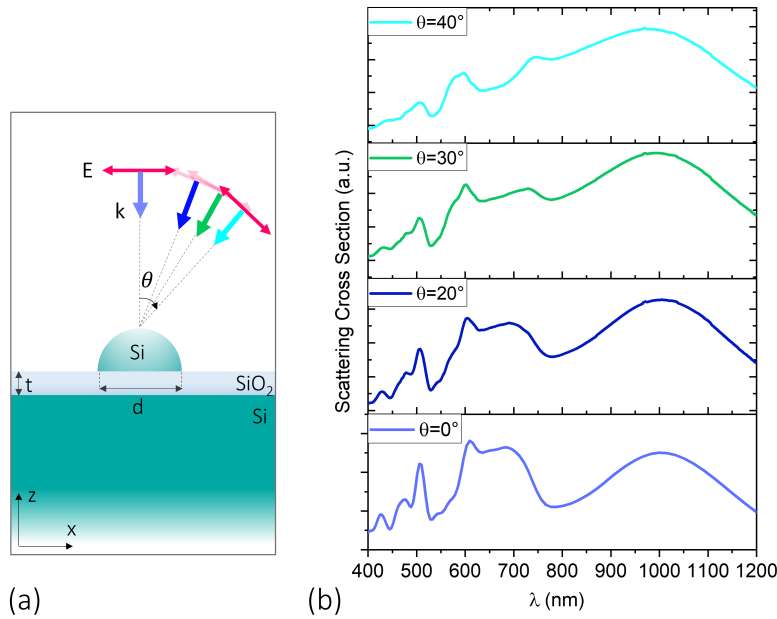 E
k
θ
Si
t
SiO₂
d
Si
z
x
(a)
(b)
Scattering Cross Section (a.u.)
θ=40°
θ=30°
θ=20°
θ=0°
400 500 600 700 800 900 1000 1100 1200
λ (nm)